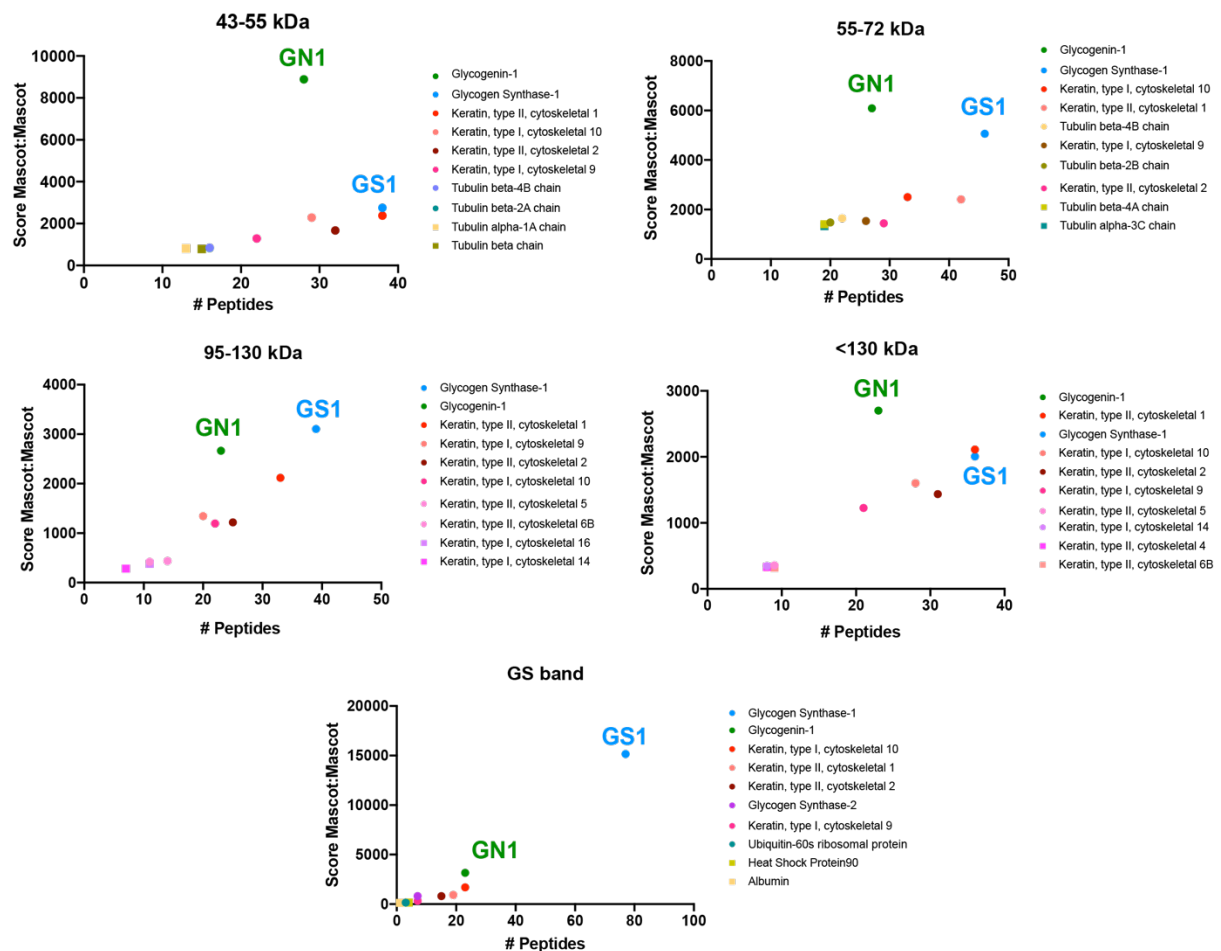 43-55 kDa
Score Mascot:Mascot
10000
8000
6000
4000
2000
0
0
10
20
30
40
# Peptides
GN1
GS1
Glycogenin-1
Glycogen Synthase-1
Keratin, type II, cytoskeletal 1
Keratin, type I, cytoskeletal 10
Keratin, type II, cytoskeletal 2
Keratin, type I, cytoskeletal 9
Tubulin beta-4B chain
Tubulin beta-2A chain
Tubulin alpha-1A chain
Tubulin beta chain
55-72 kDa
Score Mascot:Mascot
8000
6000
4000
2000
0
0
10
20
30
40
50
# Peptides
GN1
GS1
Glycogenin-1
Glycogen Synthase-1
Keratin, type I, cytoskeletal 10
Keratin, type II, cytoskeletal 1
Tubulin beta-4B chain
Keratin, type I, cytoskeletal 9
Tubulin beta-2B chain
Keratin, type II, cytoskeletal 2
Tubulin beta-4A chain
Tubulin alpha-3C chain
95-130 kDa
Score Mascot:Mascot
4000
3000
2000
1000
0
0
10
20
30
40
50
# Peptides
GN1
GS1
Glycogen Synthase-1
Glycogenin-1
Keratin, type II, cytoskeletal 1
Keratin, type I, cytoskeletal 9
Keratin, type II, cytoskeletal 2
Keratin, type I, cytoskeletal 10
Keratin, type II, cytoskeletal 5
Keratin, type II, cytoskeletal 6B
Keratin, type I, cytoskeletal 16
Keratin, type I, cytoskeletal 14
<130 kDa
Score Mascot:Mascot
3000
2000
1000
0
0
10
20
30
40
# Peptides
GN1
GS1
Glycogenin-1
Keratin, type II, cytoskeletal 1
Glycogen Synthase-1
Keratin, type I, cytoskeletal 10
Keratin, type II, cytoskeletal 2
Keratin, type I, cytoskeletal 9
Keratin, type II, cytoskeletal 5
Keratin, type I, cytoskeletal 14
Keratin, type II, cytoskeletal 4
Keratin, type II, cytoskeletal 6B
GS band
Score Mascot:Mascot
20000
15000
10000
5000
0
0
20
40
60
80
100
# Peptides
GS1
GN1
Glycogen Synthase-1
Glycogenin-1
Keratin, type I, cytoskeletal 10
Keratin, type II, cytoskeletal 1
Keratin, type II, cyotskeletal 2
Glycogen Synthase-2
Keratin, type I, cytoskeletal 9
Ubiquitin-60s ribosomal protein
Heat Shock Protein90
Albumin